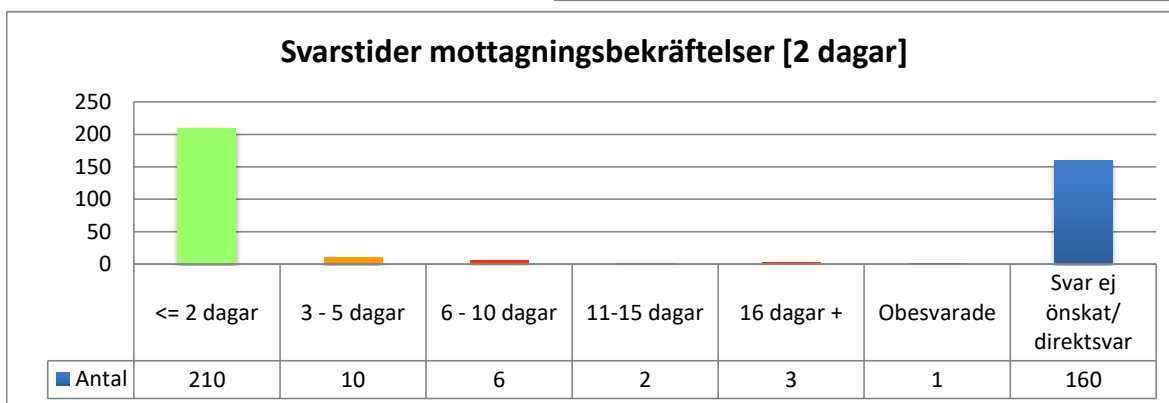 Svarstider mottagningsbekräftelser [2 dagar]
250
200
150
100
50
0
<= 2 dagar 3 - 5 dagar 6 - 10 dagar 11-15 dagar 16 dagar + Obesvarade Svar ej
önskat/
direktsvar
Antal 210 10 6 2 3 1 160